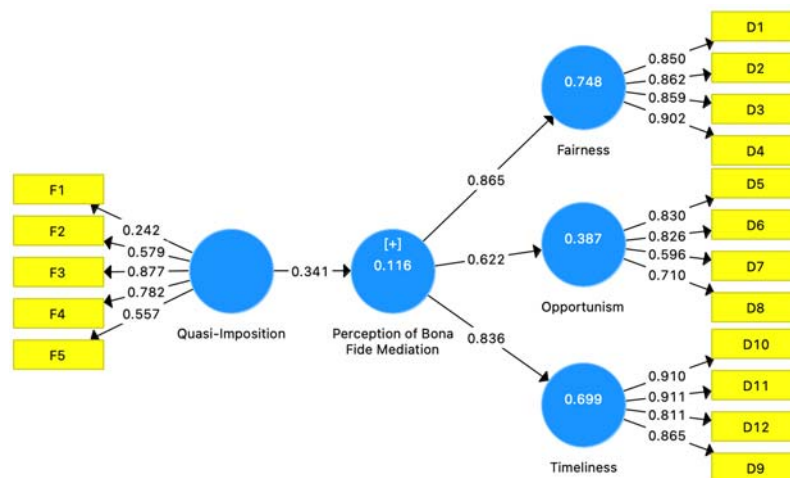 F1
F2
F3
F4
F5
0.242
0.579
0.877
0.782
0.557
Quasi-Imposition
0.341
[+]
0.116
Perception of Bona
Fide Mediation
0.865
0.622
0.836
0.748
Fairness
0.850
0.862
0.859
0.902
D1
D2
D3
D4
0.387
Opportunism
0.830
0.826
0.596
0.710
D5
D6
D7
D8
0.699
Timeliness
0.910
0.911
0.811
0.865
D10
D11
D12
D9